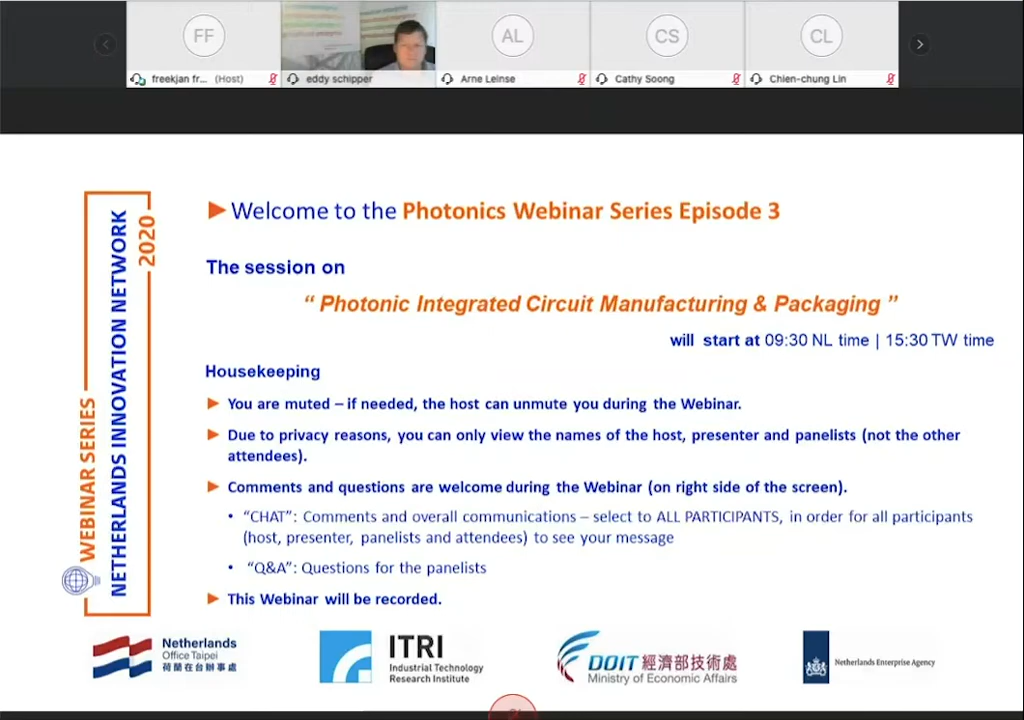 FF
AL
CS
CL
freekjan fr... (Host)
eddy schipper
Arne Leinse
Cathy Soong
Chien-chung Lin
WEBINAR SERIES
NETHERLANDS INNOVATION NETWORK
2020
Welcome to the Photonics Webinar Series Episode 3
The session on
“ Photonic Integrated Circuit Manufacturing & Packaging ”
will start at 09:30 NL time | 15:30 TW time
Housekeeping
You are muted – if needed, the host can unmute you during the Webinar.
Due to privacy reasons, you can only view the names of the host, presenter and panelists (not the other
attendees).
Comments and questions are welcome during the Webinar (on right side of the screen).
• “CHAT”: Comments and overall communications – select to ALL PARTICIPANTS, in order for all participants
(host, presenter, panelists and attendees) to see your message
• “Q&A”: Questions for the panelists
This Webinar will be recorded.
Netherlands
Office Taipei
荷蘭在台辦事處
ITRI
Industrial Technology
Research Institute
DOIT 經濟部技術處
Ministry of Economic Affairs
Netherlands Enterprise Agency